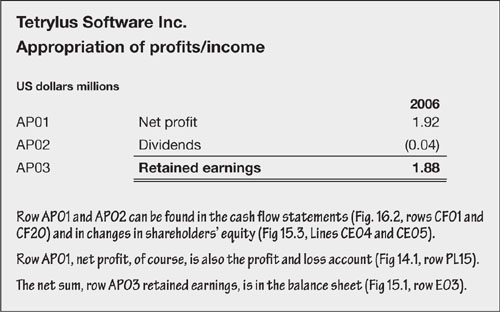 Tetrylus Software Inc.
Appropriation of profits/income
US dollars millions
2006
AP01 Net profit 1.92
AP02 Dividends (0.04)
AP03 Retained earnings 1.88
Row AP01 and AP02 can be found in the cash flow statements (Fig. 16.2, rows CF01 and
CF20) and in changes in shareholders' equity (Fig 15.3, Lines CE04 and CE05).
Row AP01, net profit, of course, is also the profit and loss account (Fig 14.1, row PL15).
The net sum, row AP03 retained earnings, is in the balance sheet (Fig 15.1, row E03).